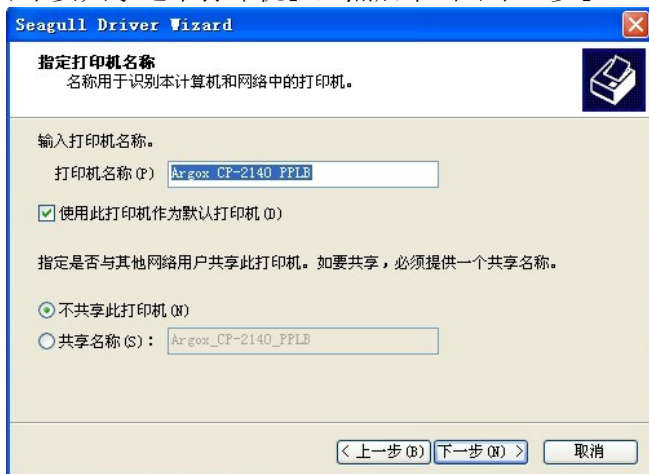 Seagull Driver Wizard
指定打印机名称
名称用于识别本计算机和网络中的打印机。
输入打印机名称。
打印机名称(P) Argox CP-2140 PPLB
使用此打印机作为默认打印机(D)
指定是否与其他网络用户共享此打印机。如要共享，必须提供一个共享名称。
不共享此打印机(N)
共享名称(S)： Argox_CP-2140_PPLB
< 上一步(B) 下一步(N) > 取消